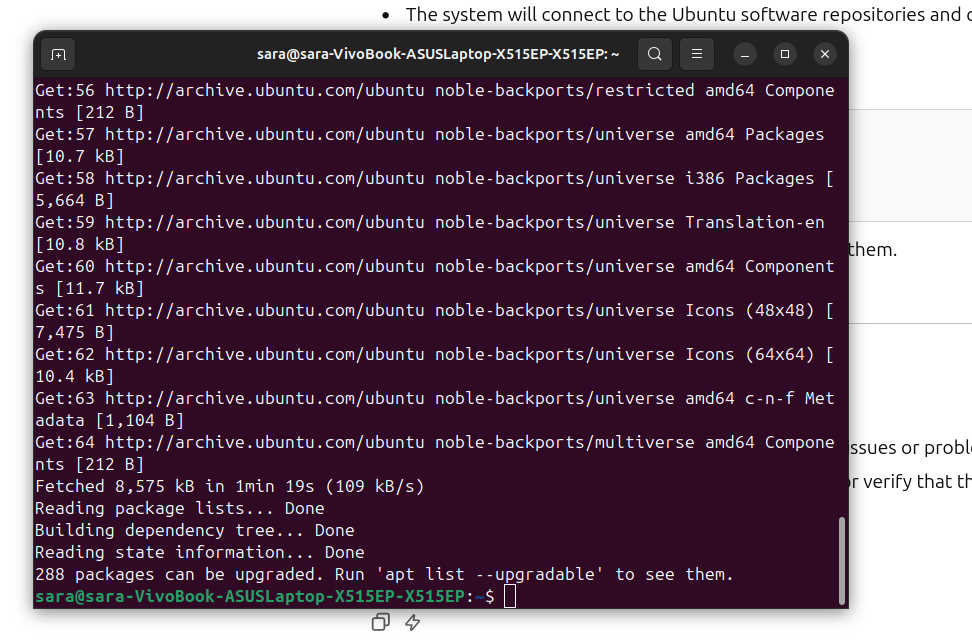 • The system will connect to the Ubuntu software repositories and
sara@sara-VivoBook-ASUSLaptop-X515EP-X515EP: ~
Get:56 http://archive.ubuntu.com/ubuntu noble-backports/restricted amd64 Compone
nts [212 B]
Get:57 http://archive.ubuntu.com/ubuntu noble-backports/universe amd64 Packages
[10.7 kB]
Get:58 http://archive.ubuntu.com/ubuntu noble-backports/universe i386 Packages [
5,664 B]
Get:59 http://archive.ubuntu.com/ubuntu noble-backports/universe Translation-en
[10.8 kB]
Get:60 http://archive.ubuntu.com/ubuntu noble-backports/universe amd64 Component
s [11.7 kB]
Get:61 http://archive.ubuntu.com/ubuntu noble-backports/universe Icons (48x48) [
7,475 B]
Get:62 http://archive.ubuntu.com/ubuntu noble-backports/universe Icons (64x64) [
10.4 kB]
Get:63 http://archive.ubuntu.com/ubuntu noble-backports/universe amd64 c-n-f Met
adata [1,104 B]
Get:64 http://archive.ubuntu.com/ubuntu noble-backports/multiverse amd64 Compone
nts [212 B]
Fetched 8,575 kB in 1min 19s (109 kB/s)
Reading package lists... Done
Building dependency tree... Done
Reading state information... Done
288 packages can be upgraded. Run 'apt list --upgradable' to see them.
sara@sara-VivoBook-ASUSLaptop-X515EP-X515EP:~$
them.
issues or proble
or verify that th